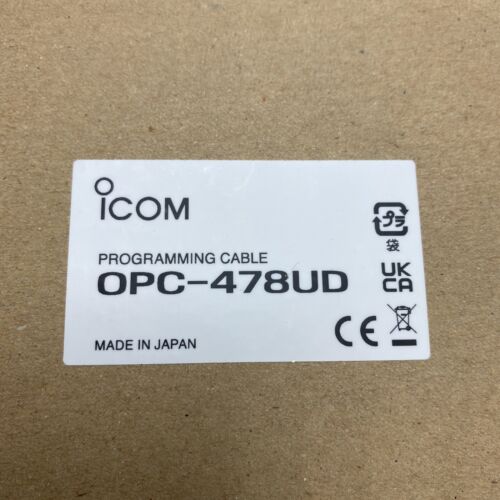 ICOM
プラ
袋
PROGRAMMING CABLE
OPC-478UD
UK
CA
CE
MADE IN JAPAN